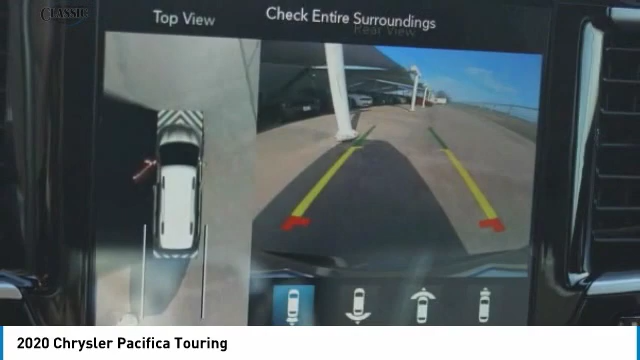 CLASSIC
Top View
Check Entire Surroundings
Rear View
2020 Chrysler Pacifica Touring